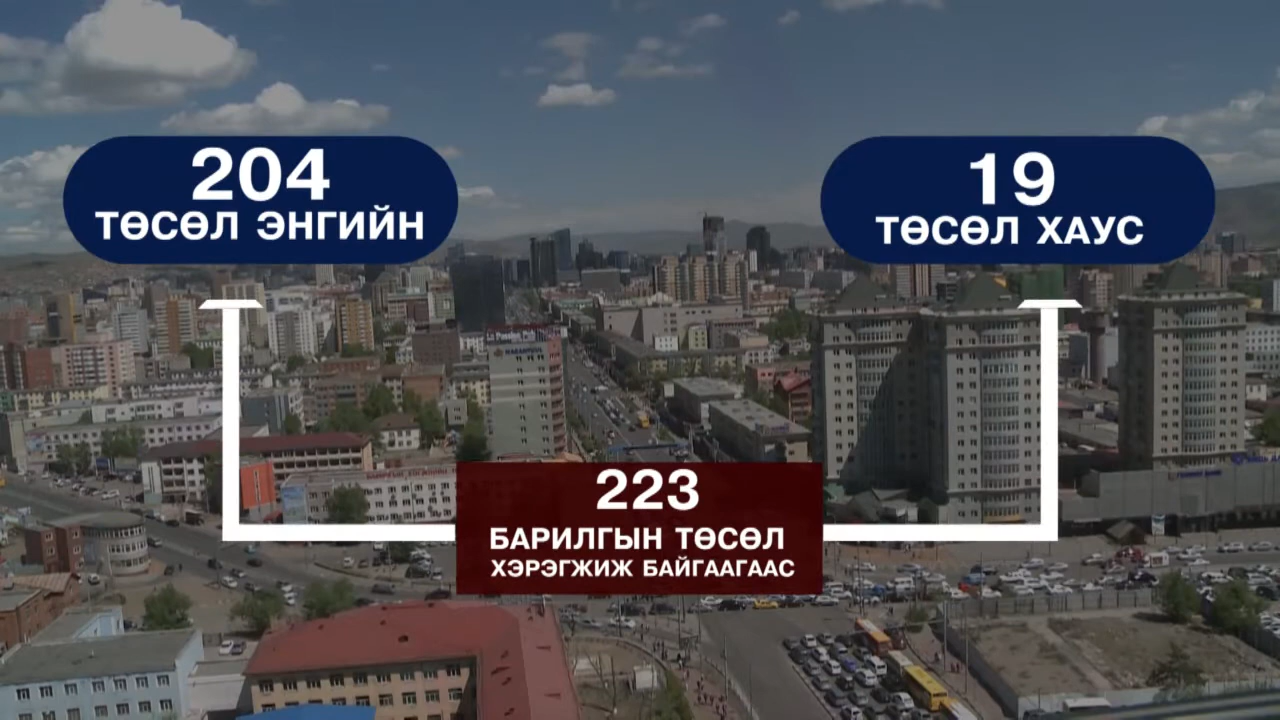 204
ТӨСӨЛ ЭНГИЙН
19
ТӨСӨЛ ХАУС
223
БАРИЛГЫН ТӨСӨЛ
ХЭРЭГЖИЖ БАЙГААГААС